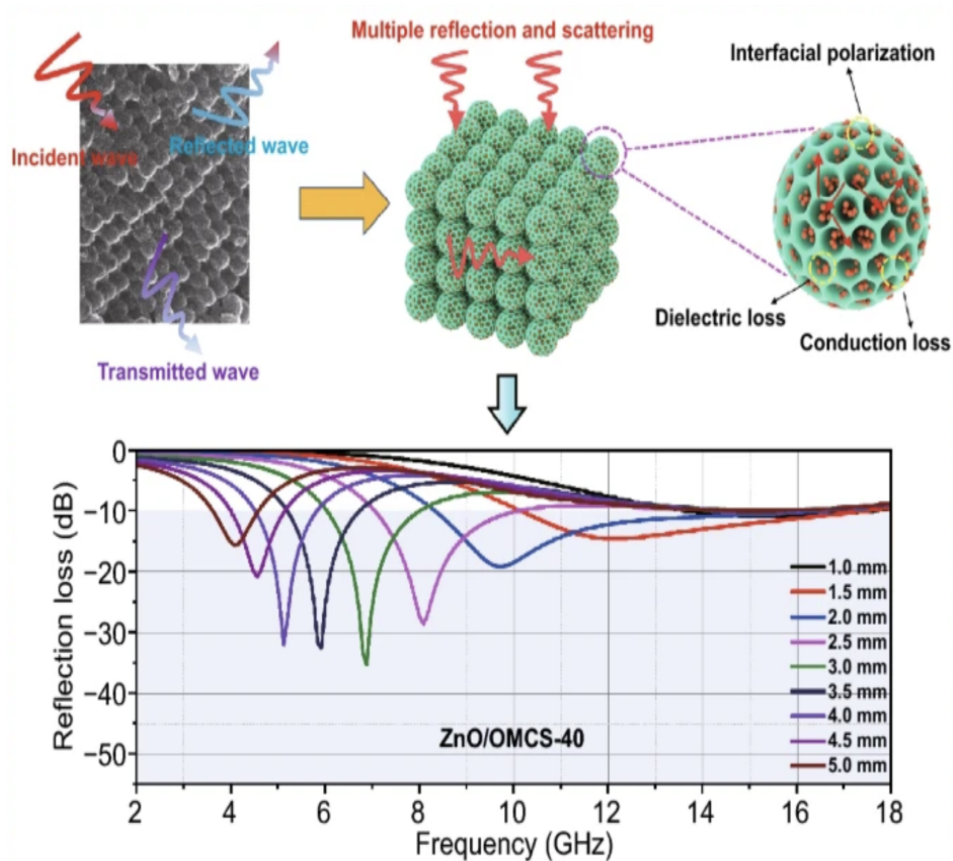 Multiple reflection and scattering
Interfacial polarization
Incident wave
Reflected wave
Dielectric loss
Conduction loss
Transmitted wave
0
−10
−20
−30
−40
−50
Reflection loss (dB)
1.0 mm
1.5 mm
2.0 mm
2.5 mm
3.0 mm
3.5 mm
4.0 mm
4.5 mm
5.0 mm
ZnO/OMCS-40
2 4 6 8 10 12 14 16 18
Frequency (GHz)